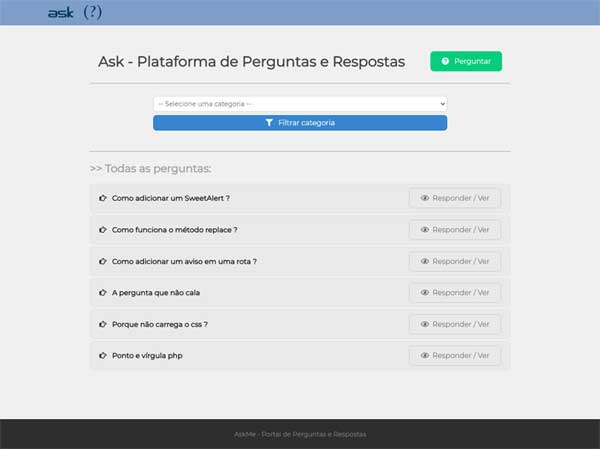 ask (?)
Ask - Plataforma de Perguntas e Respostas
Perguntar
-- Selecione uma categoria --
Filtrar categoria
>> Todas as perguntas:
Como adicionar um SweetAlert ? Responder / Ver
Como funciona o método replace ? Responder / Ver
Como adicionar um aviso em uma rota ? Responder / Ver
A pergunta que não cala Responder / Ver
Porque não carrega o css ? Responder / Ver
Ponto e vírgula php Responder / Ver
AskMe - Portal de Perguntas e Respostas